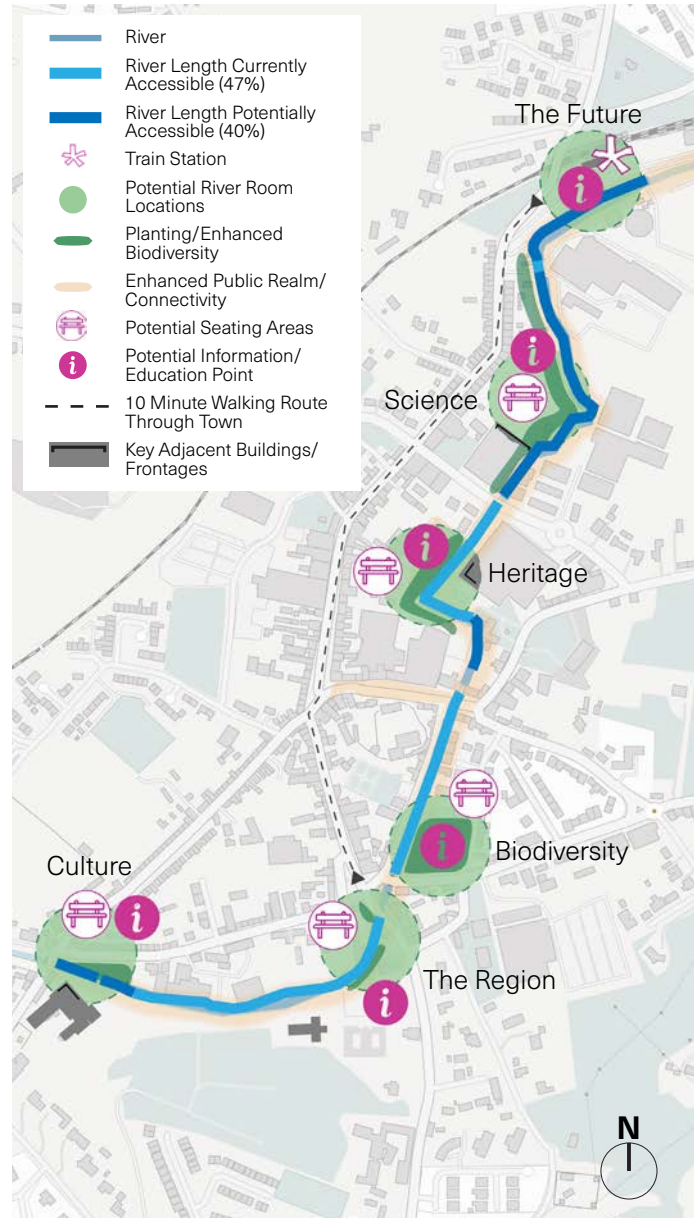 River
River Length Currently
Accessible (47%)
River Length Potentially
Accessible (40%)
Train Station
Potential River Room
Locations
Planting/Enhanced
Biodiversity
Enhanced Public Realm/
Connectivity
Potential Seating Areas
Potential Information/
Education Point
10 Minute Walking Route
Through Town
Key Adjacent Buildings/
Frontages
The Future
i
i
Science
i
Heritage
i
Biodiversity
Culture
i
The Region
i
N